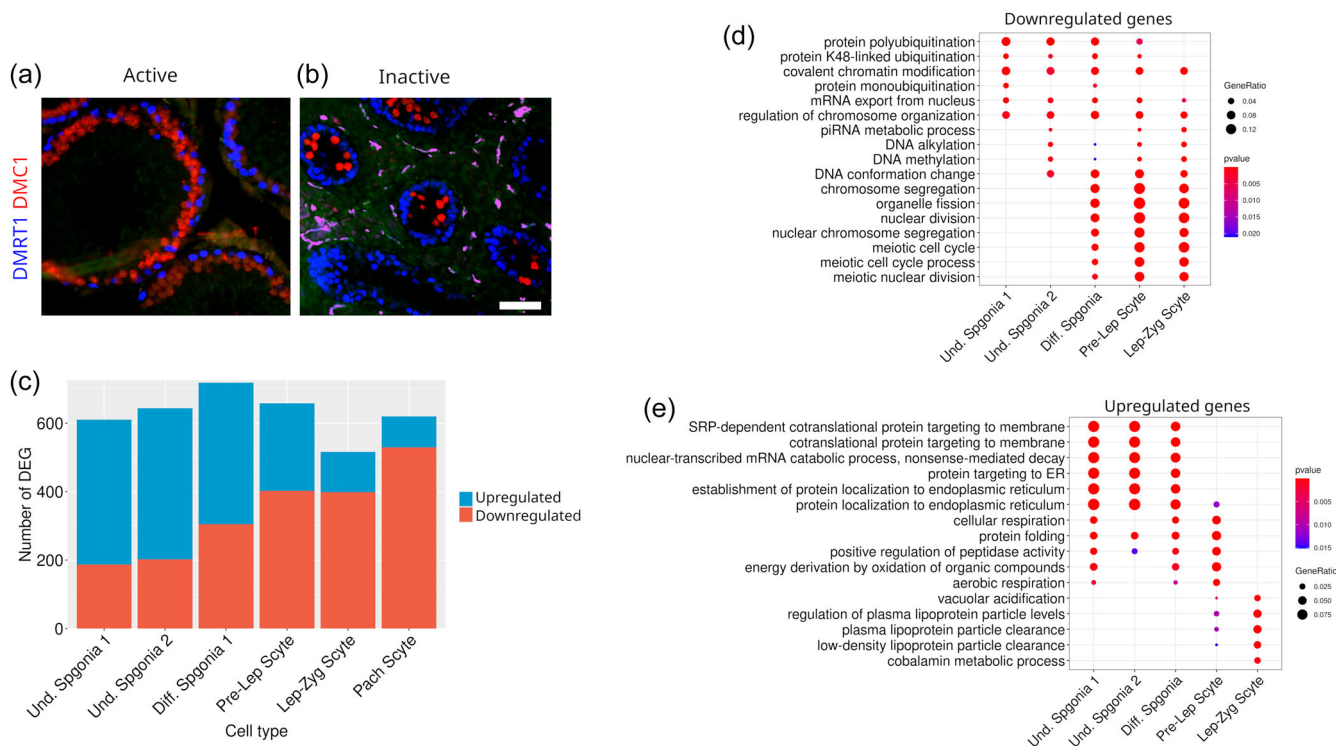 (a)
Active
(b)
Inactive
DMRT1 DMC1
(c)
Number of DEG
600
400
200
0
Und. Spgonia 1
Und. Spgonia 2
Diff. Spgonia 1
Pre-Lep Scyte
Lep-Zyg Scyte
Pach Scyte
Cell type
Upregulated
Downregulated
(d)
Downregulated genes
protein polyubiquitination
protein K48-linked ubiquitination
covalent chromatin modification
protein monoubiquitination
mRNA export from nucleus
regulation of chromosome organization
piRNA metabolic process
DNA alkylation
DNA methylation
DNA conformation change
chromosome segregation
organelle fission
nuclear division
nuclear chromosome segregation
meiotic cell cycle
meiotic cell cycle process
meiotic nuclear division
Und. Spgonia 1
Und. Spgonia 2
Diff. Spgonia
Pre-Lep Scyte
Lep-Zyg Scyte
GeneRatio
0.04
0.08
0.12
pvalue
0.005
0.010
0.015
0.020
(e)
Upregulated genes
SRP-dependent cotranslational protein targeting to membrane
cotranslational protein targeting to membrane
nuclear-transcribed mRNA catabolic process, nonsense-mediated decay
protein targeting to ER
establishment of protein localization to endoplasmic reticulum
protein localization to endoplasmic reticulum
cellular respiration
protein folding
positive regulation of peptidase activity
energy derivation by oxidation of organic compounds
aerobic respiration
vacuolar acidification
regulation of plasma lipoprotein particle levels
plasma lipoprotein particle clearance
low-density lipoprotein particle clearance
cobalamin metabolic process
Und. Spgonia 1
Und. Spgonia 2
Diff. Spgonia
Pre-Lep Scyte
Lep-Zyg Scyte
pvalue
0.005
0.010
0.015
GeneRatio
0.025
0.050
0.075